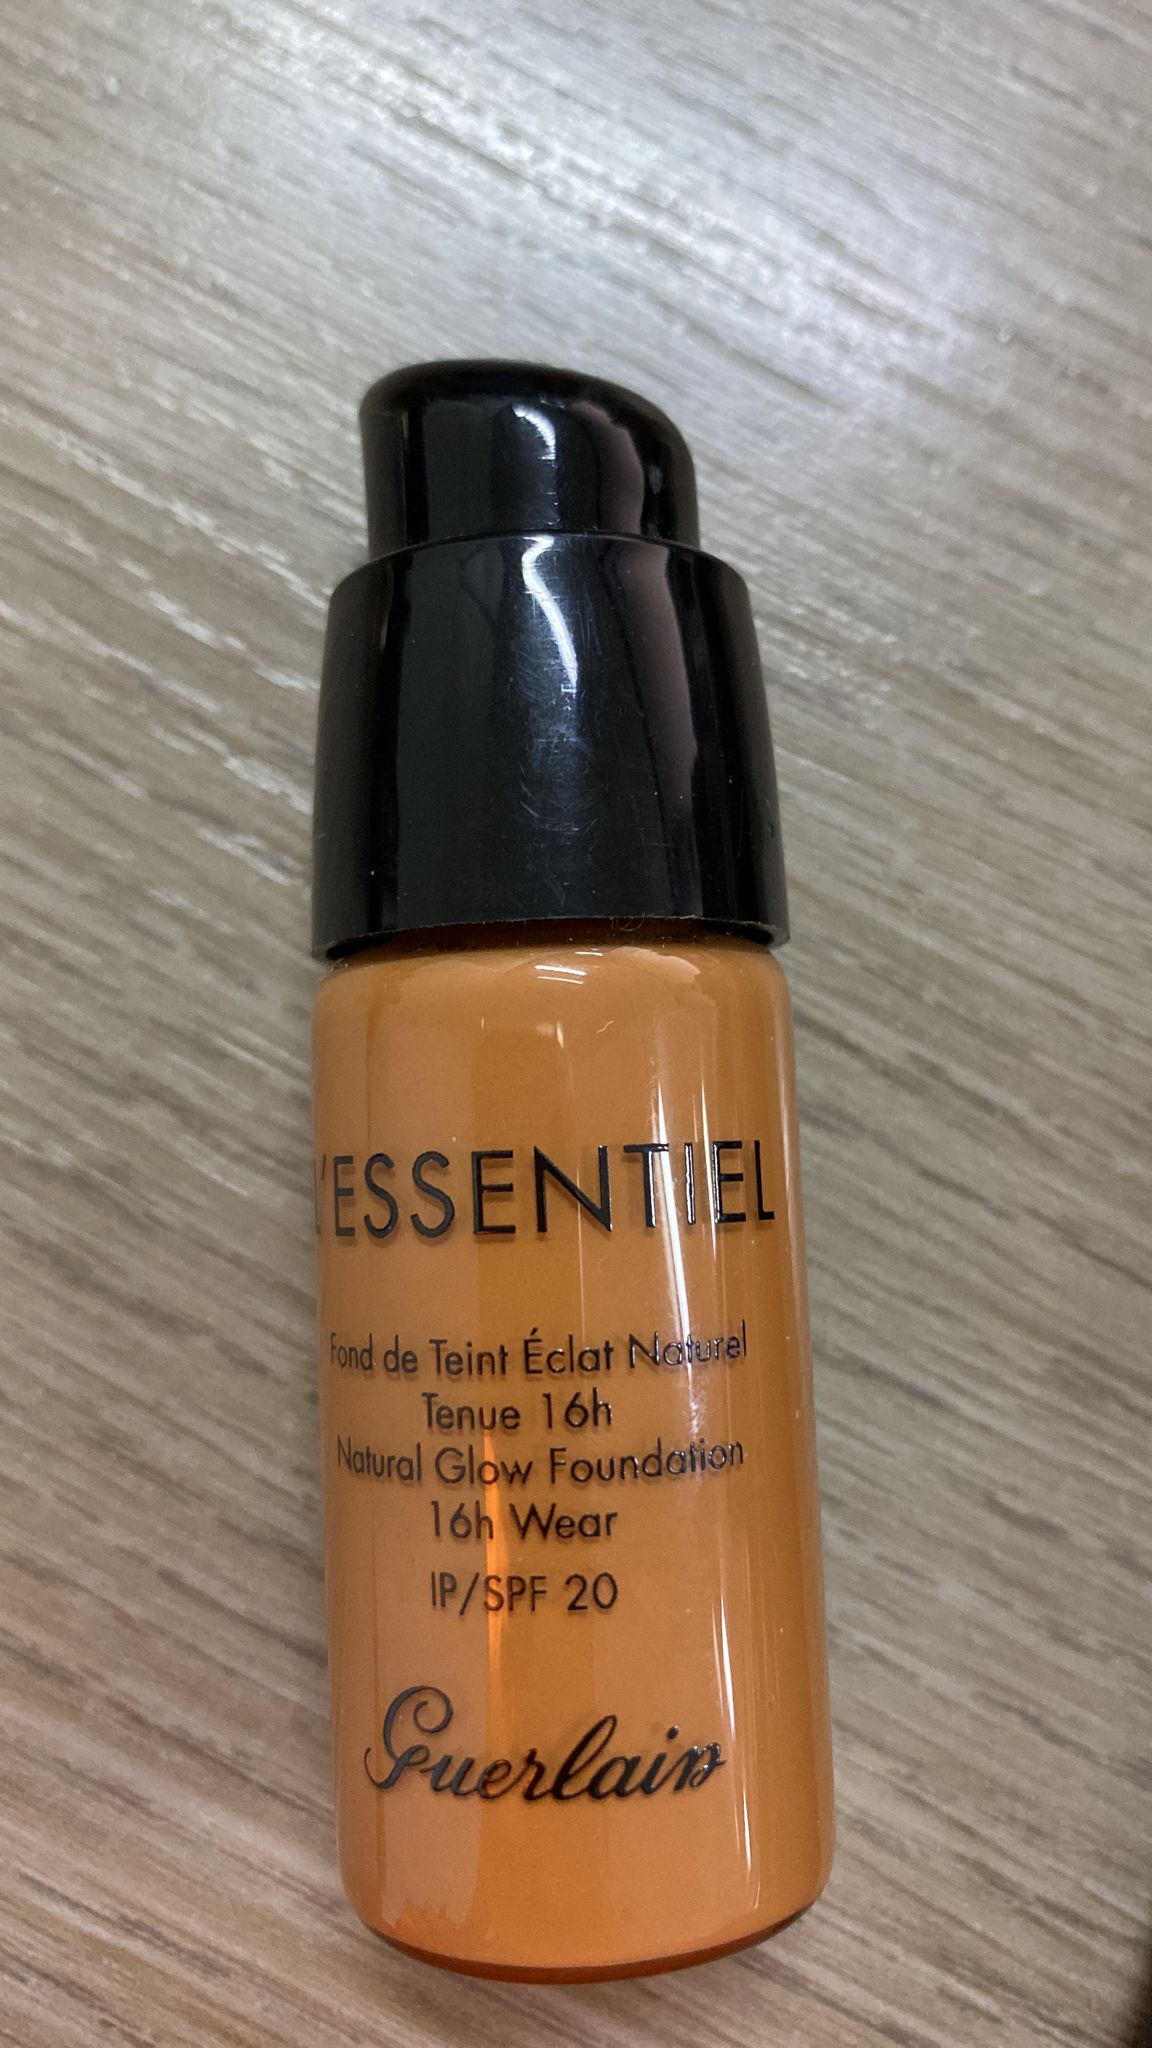 L'ESSENTIEL
Fond de Teint Éclat Naturel
Tenue 16h
Natural Glow Foundation
16h Wear
IP/SPF 20
Guerlain